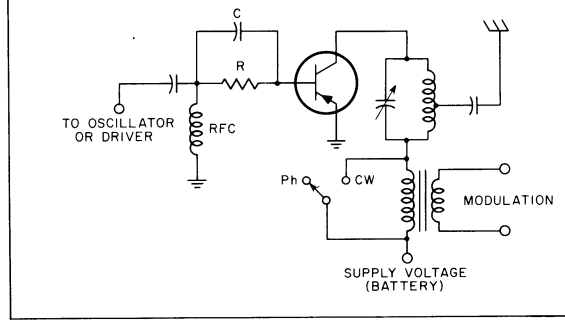 C
R
TO OSCILLATOR
OR DRIVER
RFC
Ph
CW
MODULATION
SUPPLY VOLTAGE
(BATTERY)